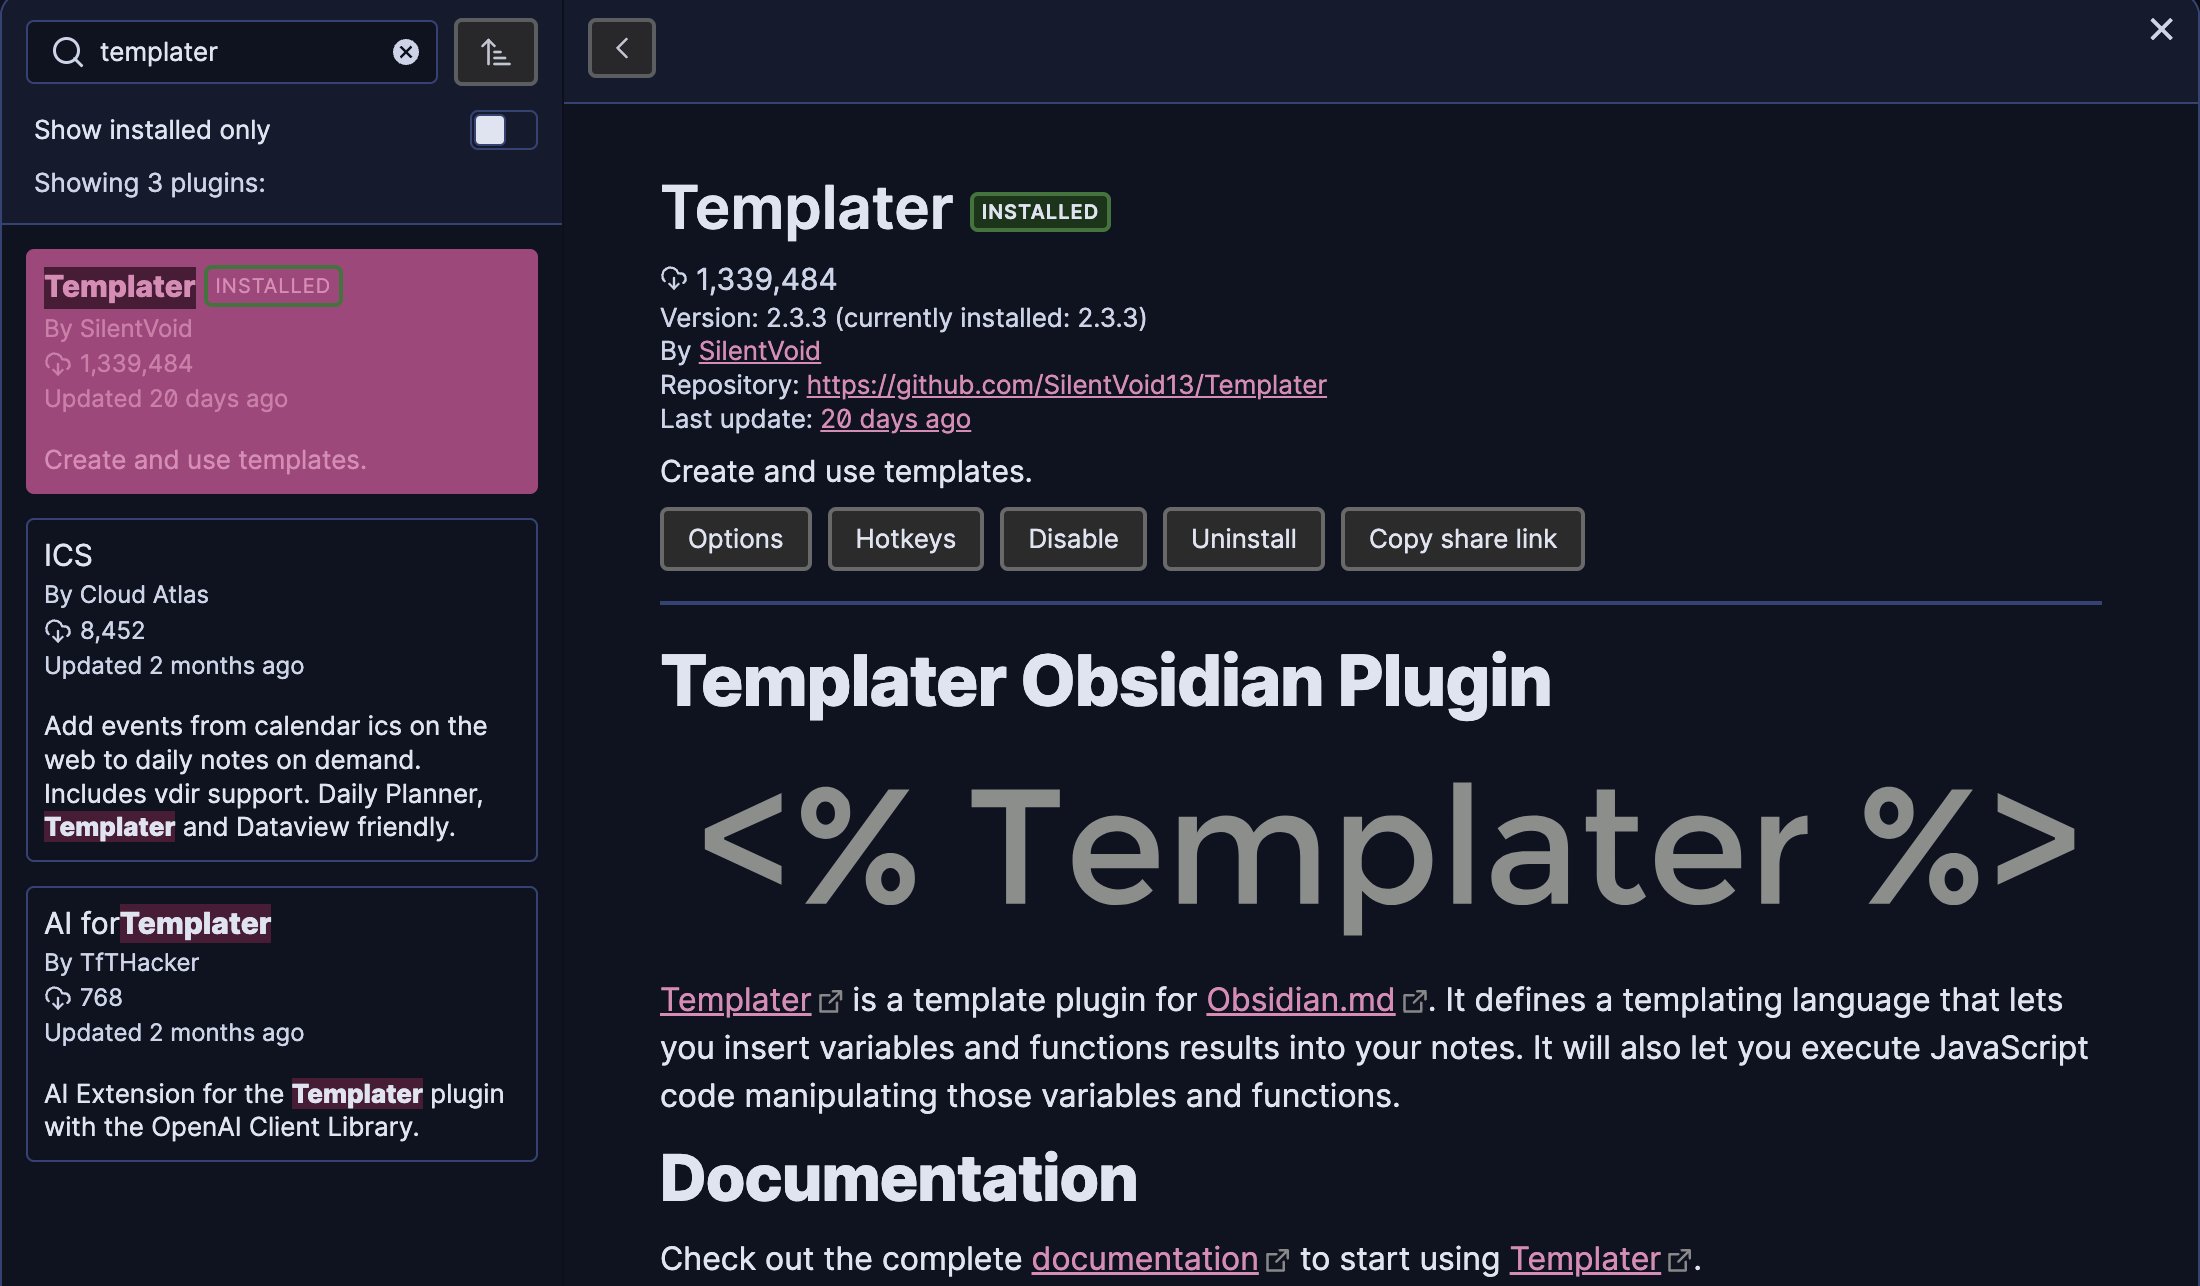 templater
Show installed only
Showing 3 plugins:
Templater INSTALLED
By SilentVoid
1,339,484
Updated 20 days ago
Create and use templates.
ICS
By Cloud Atlas
8,452
Updated 2 months ago
Add events from calendar ics on the
web to daily notes on demand.
Includes vdir support. Daily Planner,
Templater and Dataview friendly.
AI forTemplater
By TfTHacker
768
Updated 2 months ago
AI Extension for the Templater plugin
with the OpenAI Client Library.
Templater INSTALLED
1,339,484
Version: 2.3.3 (currently installed: 2.3.3)
By SilentVoid
Repository: https://github.com/SilentVoid13/Templater
Last update: 20 days ago
Create and use templates.
Options Hotkeys Disable Uninstall Copy share link
Templater Obsidian Plugin
<% Templater %>
Templater is a template plugin for Obsidian.md. It defines a templating language that lets
you insert variables and functions results into your notes. It will also let you execute JavaScript
code manipulating those variables and functions.
Documentation
Check out the complete documentation to start using Templater.